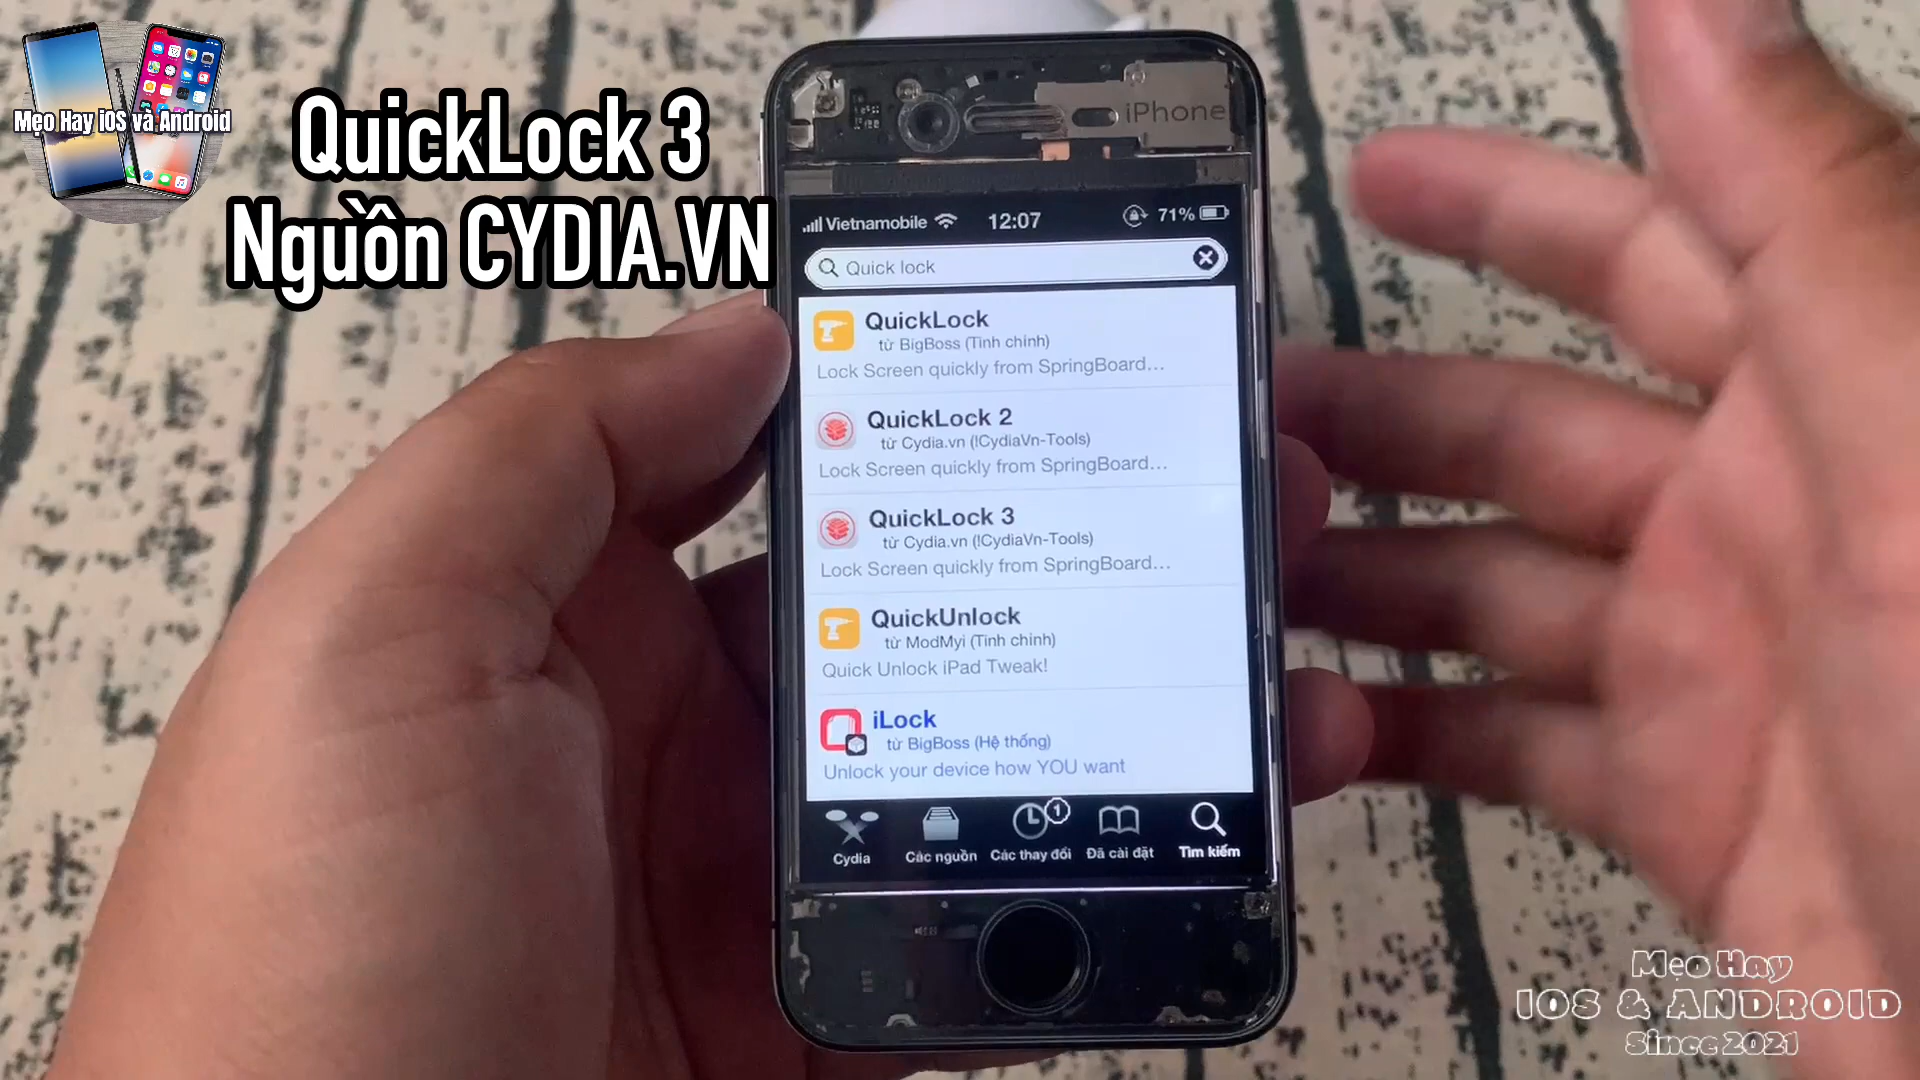 Mẹo Hay iOS và Android
QuickLock 3
Nguồn CYDIA.VN
iPhone
Vietnamobile
12:07
71%
Quick lock
QuickLock
từ BigBoss (Tinh chỉnh)
Lock Screen quickly from SpringBoard...
QuickLock 2
từ Cydia.vn (!CydiaVn-Tools)
Lock Screen quickly from SpringBoard...
QuickLock 3
từ Cydia.vn (!CydiaVn-Tools)
Lock Screen quickly from SpringBoard...
QuickUnlock
từ ModMyi (Tinh chỉnh)
Quick Unlock iPad Tweak!
iLock
từ BigBoss (Hệ thống)
Unlock your device how YOU want
1
Cydia
Các nguồn
Các thay đổi
Đã cài đặt
Tìm kiếm
Mẹo Hay
IOS & ANDROID
Since 2021